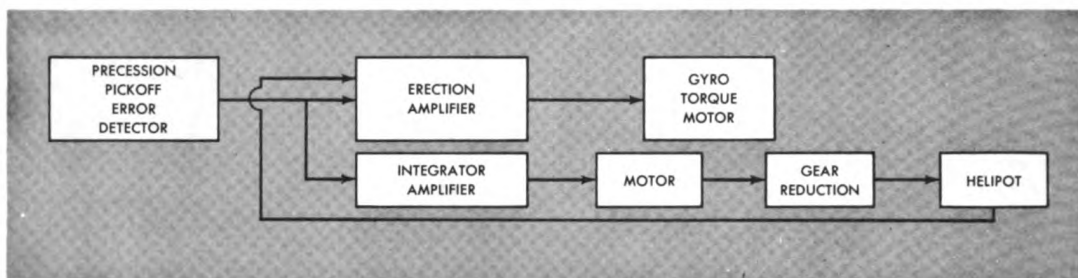 PRECESSION
PICKOFF
ERROR
DETECTOR
ERECTION
AMPLIFIER
GYRO
TORQUE
MOTOR
INTEGRATOR
AMPLIFIER
MOTOR
GEAR
REDUCTION
HELIPOT